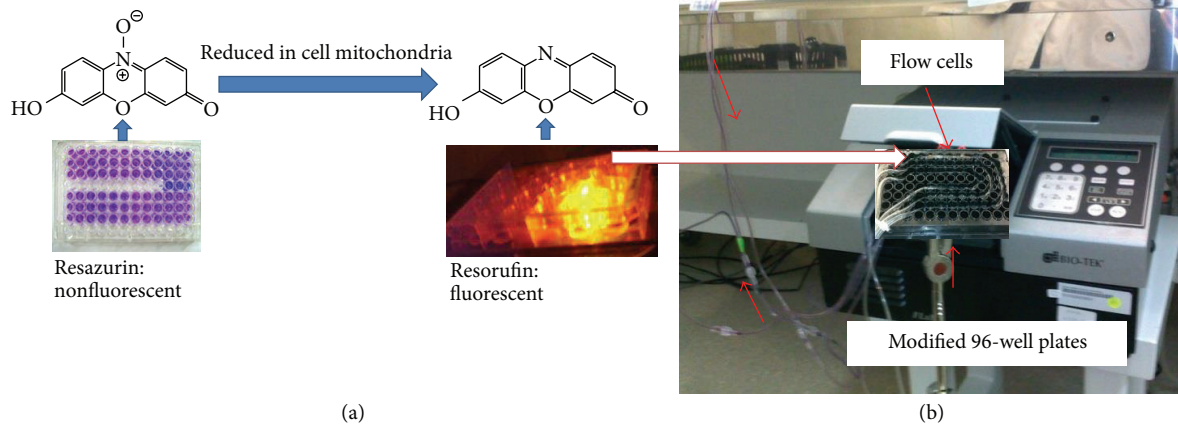 O⊖
N
⊕
HO
O
O
Reduced in cell mitochondria
N
HO
O
O
Resazurin:
nonfluorescent
Resorufin:
fluorescent
(a)
Flow cells
BIO-TEK
Modified 96-well plates
(b)